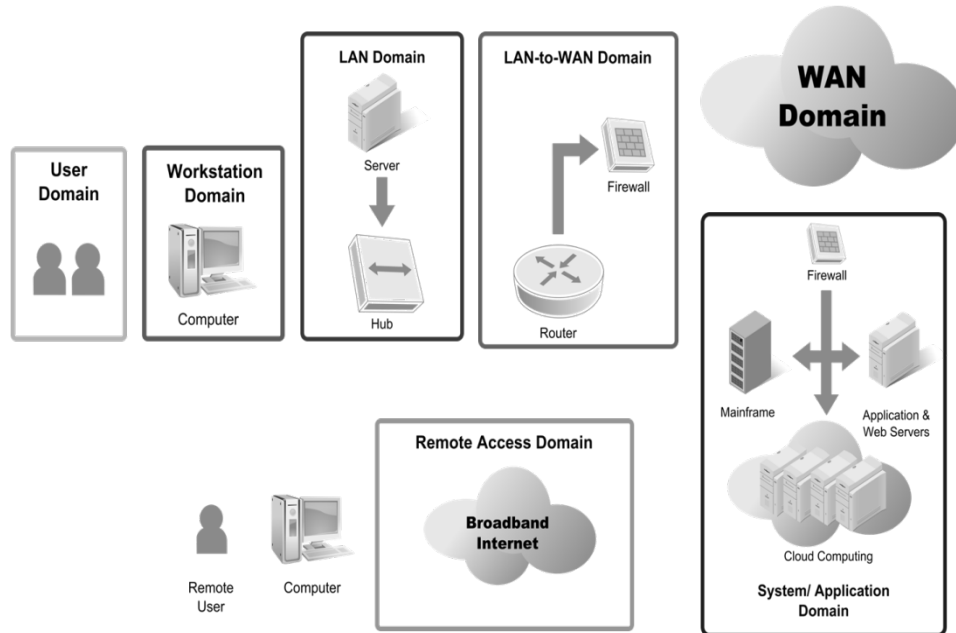 User
Domain
Workstation
Domain
Computer
LAN Domain
Server
Hub
LAN-to-WAN Domain
Firewall
Router
WAN
Domain
Firewall
Mainframe
Application &
Web Servers
Cloud Computing
System/ Application
Domain
Remote Access Domain
Broadband
Internet
Remote
User
Computer